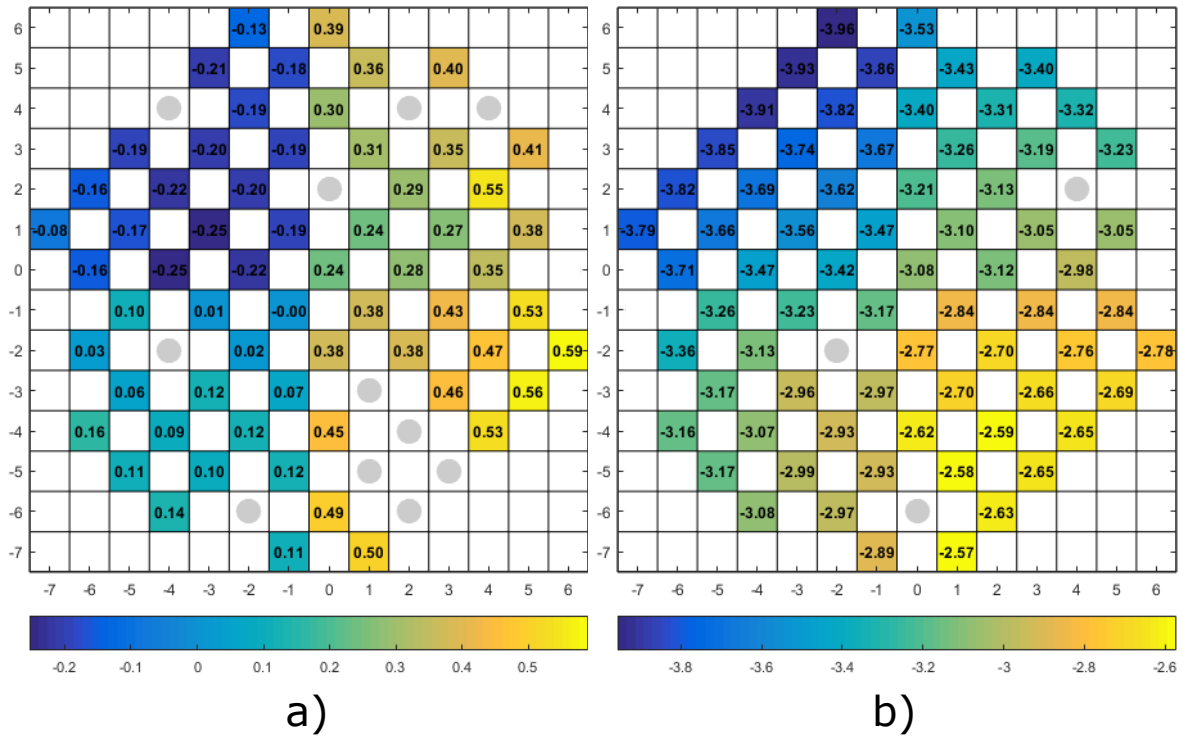 6 -0.13 0.39 -3.96 -3.53
5 -0.21 -0.18 0.36 0.40 -3.93 -3.86 -3.43 -3.40
4 -0.19 0.30 -3.91 -3.82 -3.40 -3.31 -3.32
3 -0.19 -0.20 -0.19 0.31 0.35 0.41 -3.85 -3.74 -3.67 -3.26 -3.19 -3.23
2 -0.16 -0.22 -0.20 0.29 0.55 -3.82 -3.69 -3.62 -3.21 -3.13
1 -0.08 -0.17 -0.25 -0.19 0.24 0.27 0.38 -3.79 -3.66 -3.56 -3.47 -3.10 -3.05 -3.05
0 -0.16 -0.25 -0.22 0.24 0.28 0.35 -3.71 -3.47 -3.42 -3.08 -3.12 -2.98
-1 0.10 0.01 -0.00 0.38 0.43 0.53 -3.26 -3.23 -3.17 -2.84 -2.84 -2.84
-2 0.03 0.02 0.38 0.38 0.47 0.59 -3.36 -3.13 -2.77 -2.70 -2.76 -2.78
-3 0.06 0.12 0.07 0.46 0.56 -3.17 -2.96 -2.97 -2.70 -2.66 -2.69
-4 0.16 0.09 0.12 0.45 0.53 -3.16 -3.07 -2.93 -2.62 -2.59 -2.65
-5 0.11 0.10 0.12 -3.17 -2.99 -2.93 -2.58 -2.65
-6 0.14 0.49 -3.08 -2.97 -2.63
-7 0.11 0.50 -2.89 -2.57
-7 -6 -5 -4 -3 -2 -1 0 1 2 3 4 5 6 -7 -6 -5 -4 -3 -2 -1 0 1 2 3 4 5 6
-0.2 -0.1 0 0.1 0.2 0.3 0.4 0.5 -3.8 -3.6 -3.4 -3.2 -3 -2.8 -2.6
a) b)